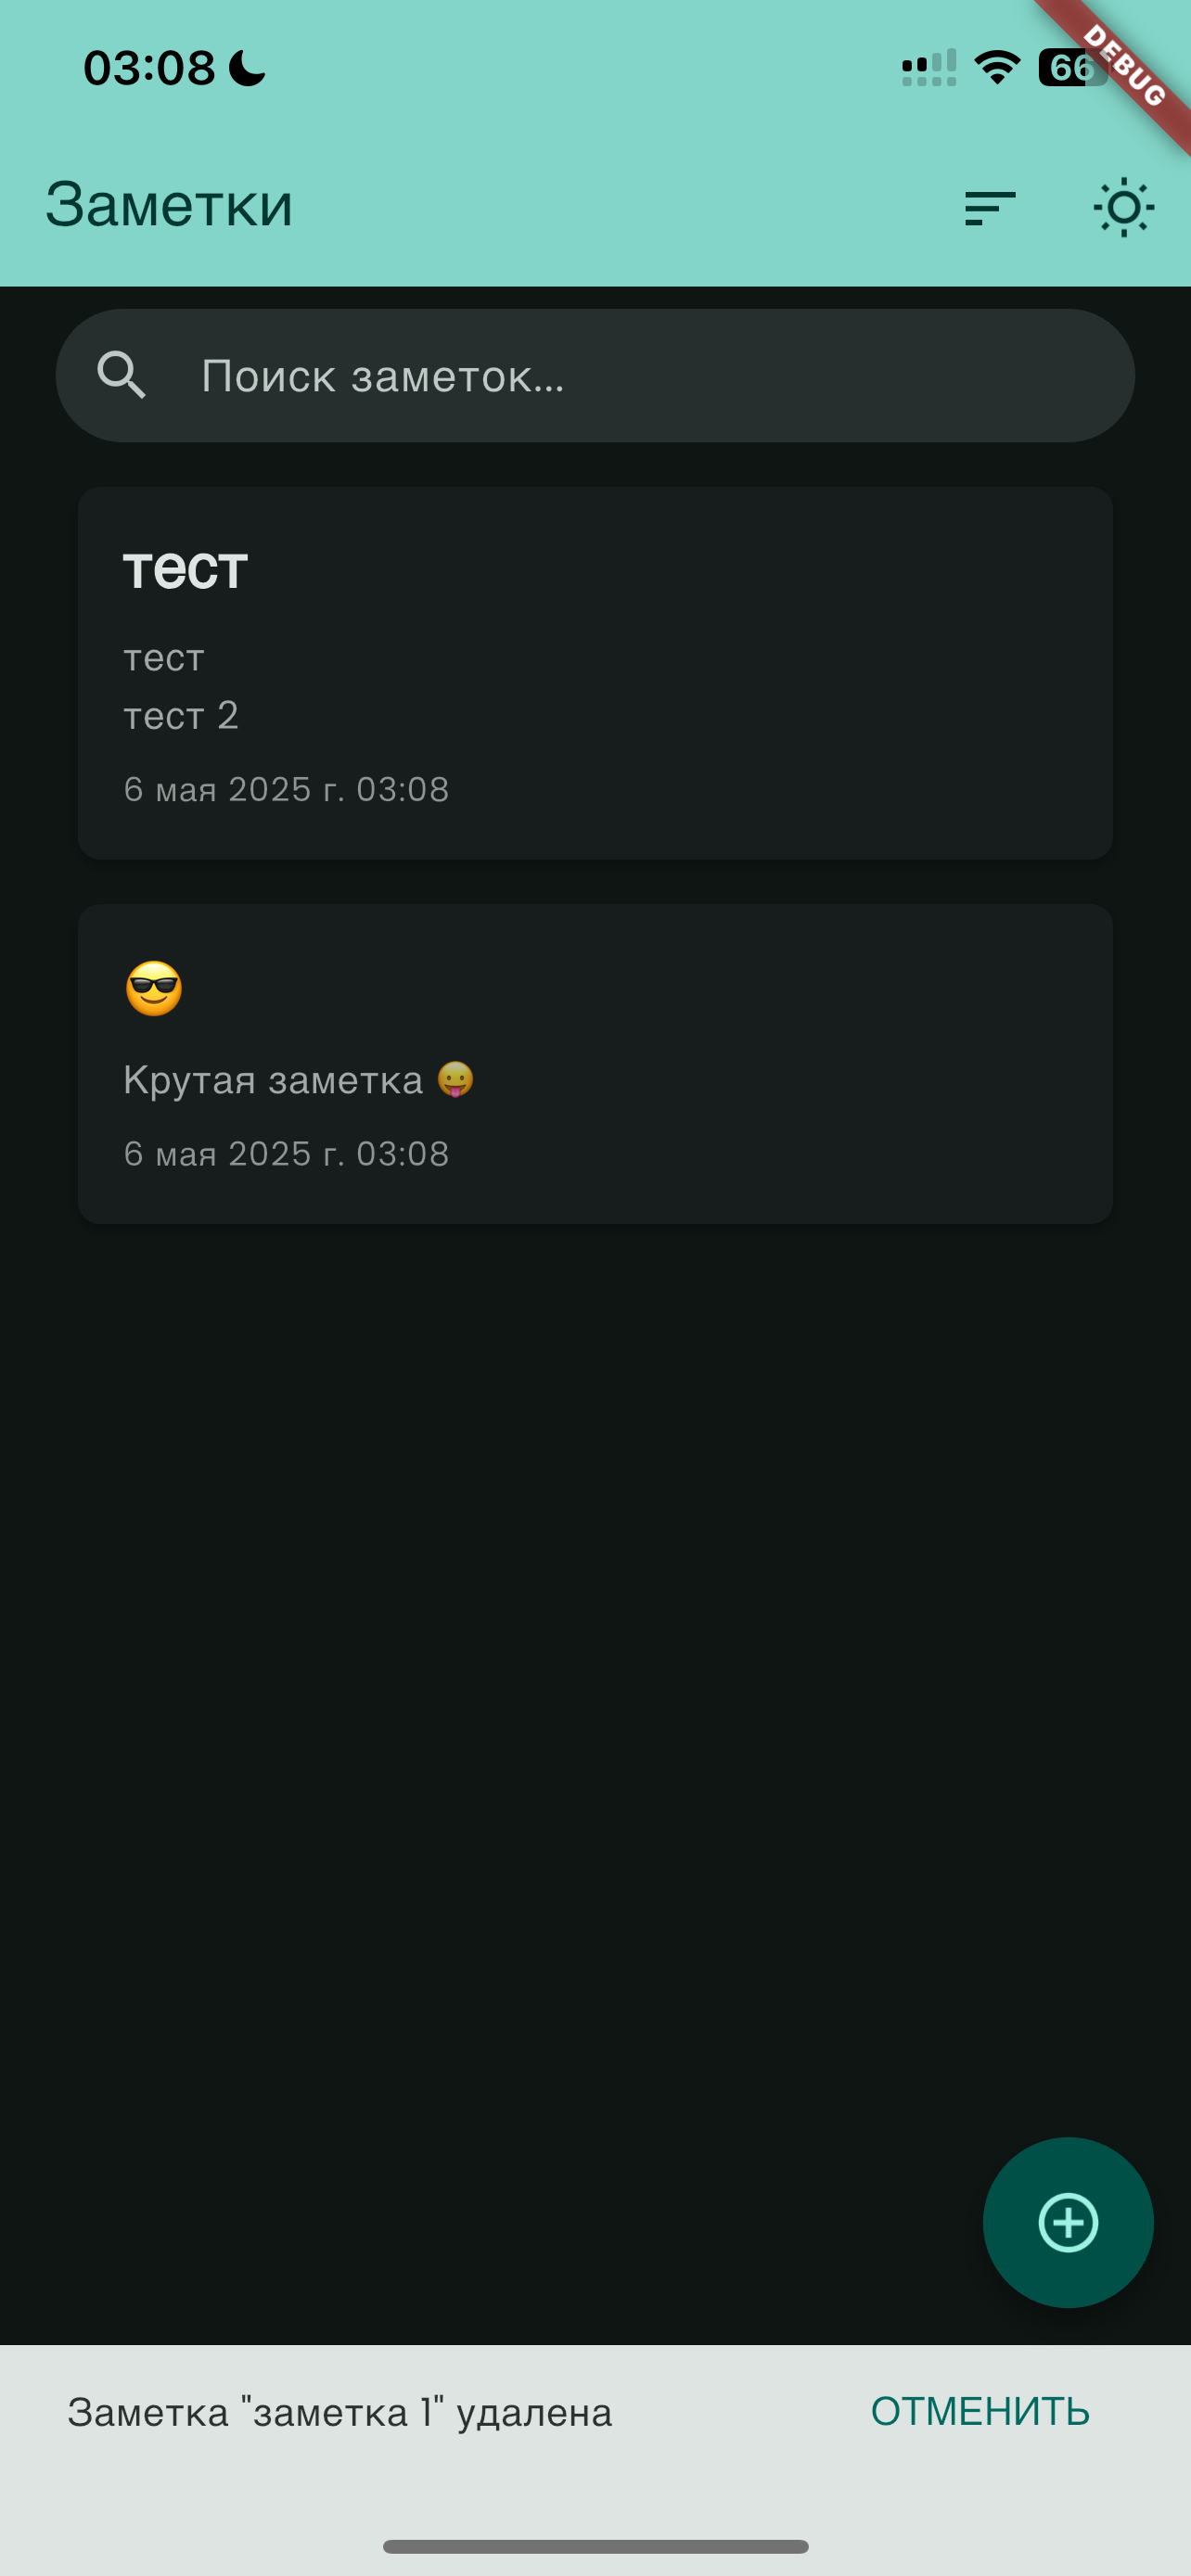 03:08
66
DEBUG
Заметки
Поиск заметок...
тест
тест
тест 2
6 мая 2025 г. 03:08
😎
Крутая заметка 😛
6 мая 2025 г. 03:08
Заметка "заметка 1" удалена
ОТМЕНИТЬ